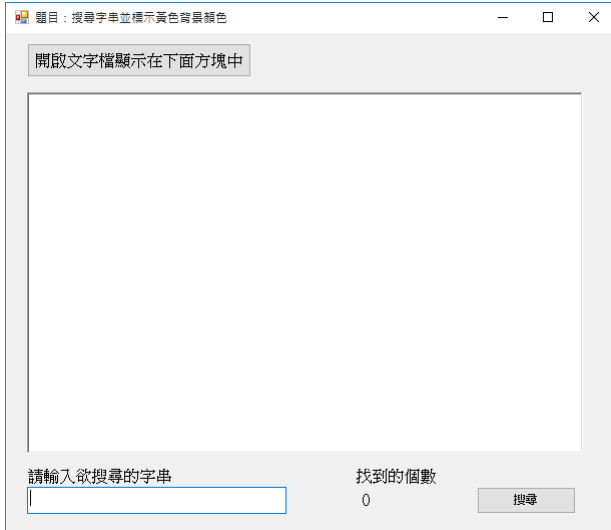 題目：搜尋字串並標示黃色背景顏色
開啟文字檔顯示在下面方塊中
請輸入欲搜尋的字串
找到的個數
0
搜尋